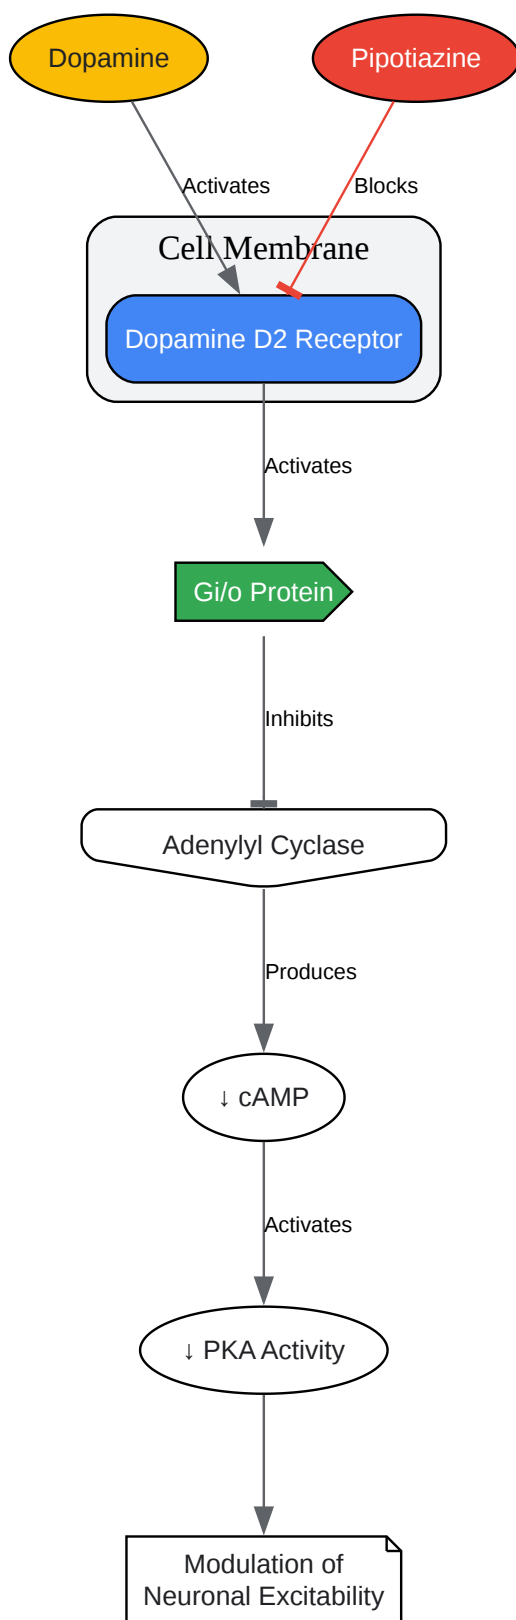 Dopamine
Pipotiazine
Activates
Blocks
Cell Membrane
Dopamine D2 Receptor
Activates
Gi/o Protein
Inhibits
Adenylyl Cyclase
Produces
↓ cAMP
Activates
↓ PKA Activity
Modulation of
Neuronal Excitability